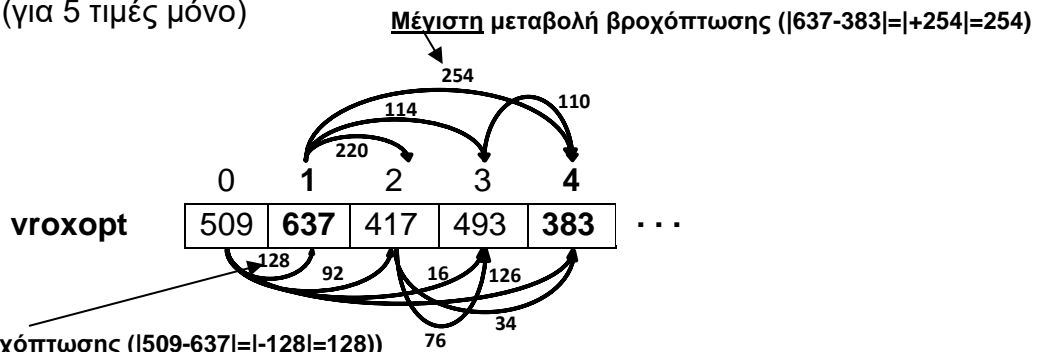 (για 5 τιμές μόνο)
Μέγιστη μεταβολή βροχόπτωσης (|637-383|=|+254|=254)
254
114
110
220
0 1 2 3 4
vroxopt 509 637 417 493 383 . . .
128 92 16 126
34
76
(|509-637|=|-128|=128))